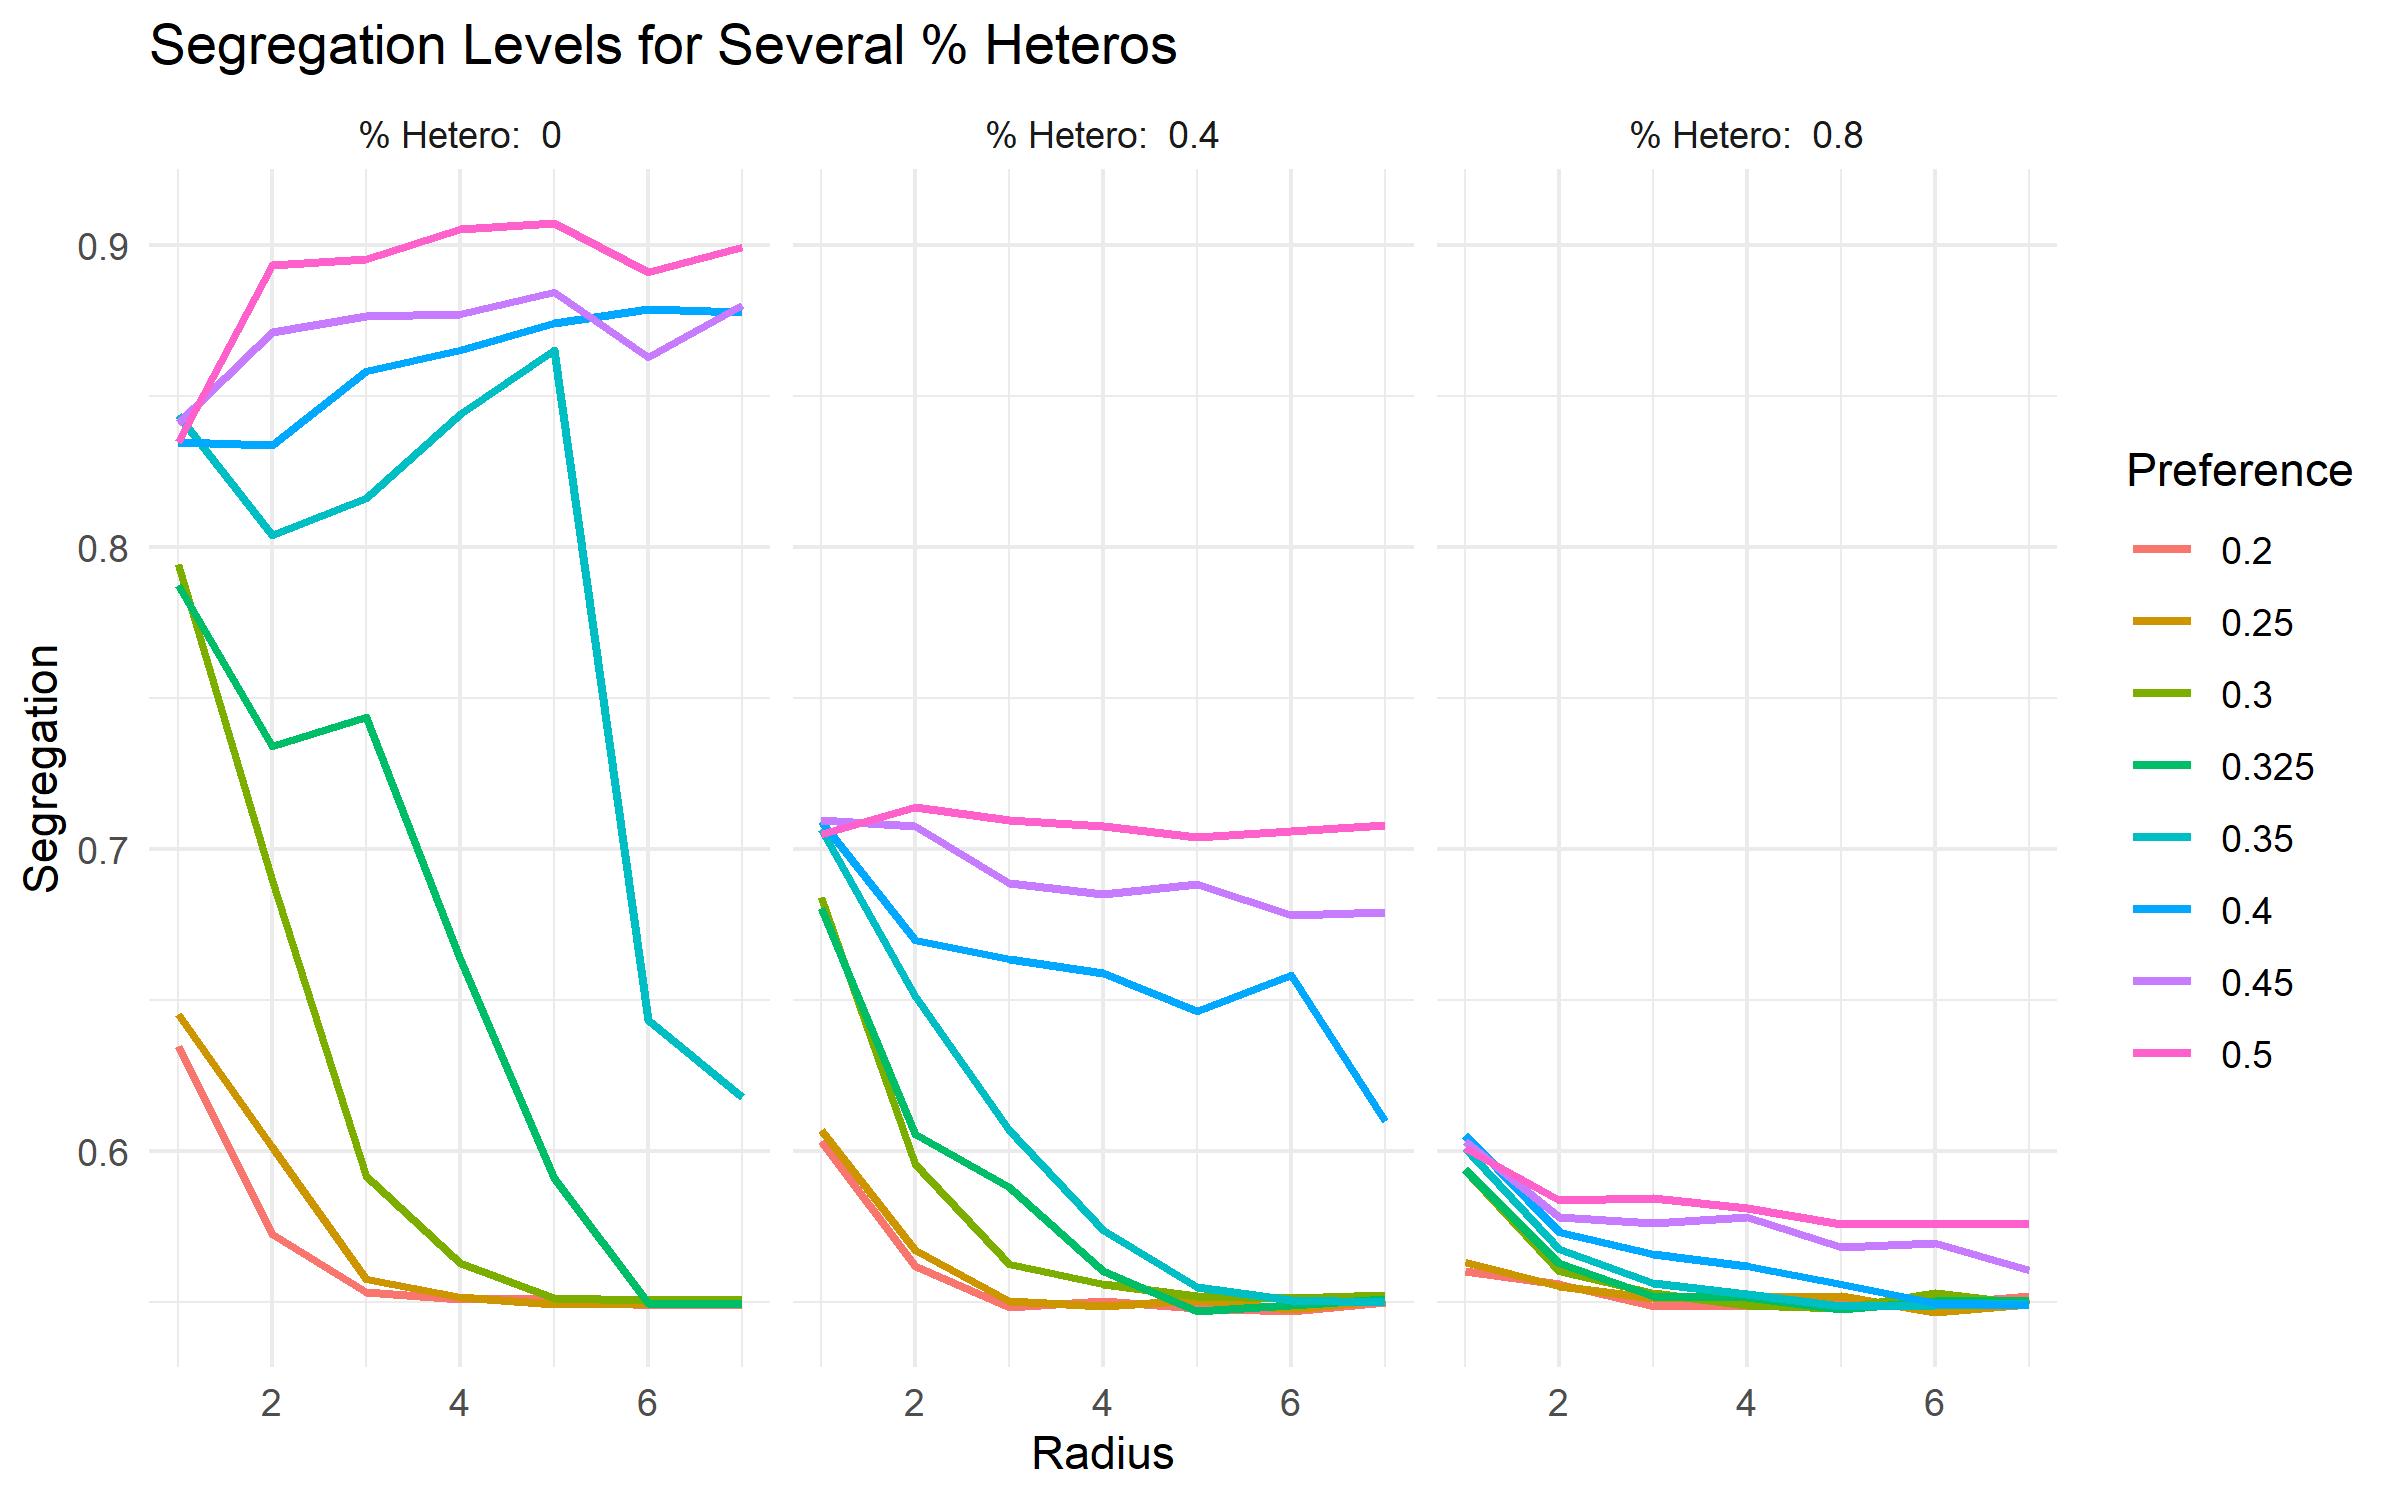 Segregation Levels for Several % Heteros
% Hetero:  0
% Hetero:  0.4
% Hetero:  0.8
0.9
0.8
0.7
0.6
Segregation
2 4 6
2 4 6
2 4 6
Radius
Preference
0.2
0.25
0.3
0.325
0.35
0.4
0.45
0.5